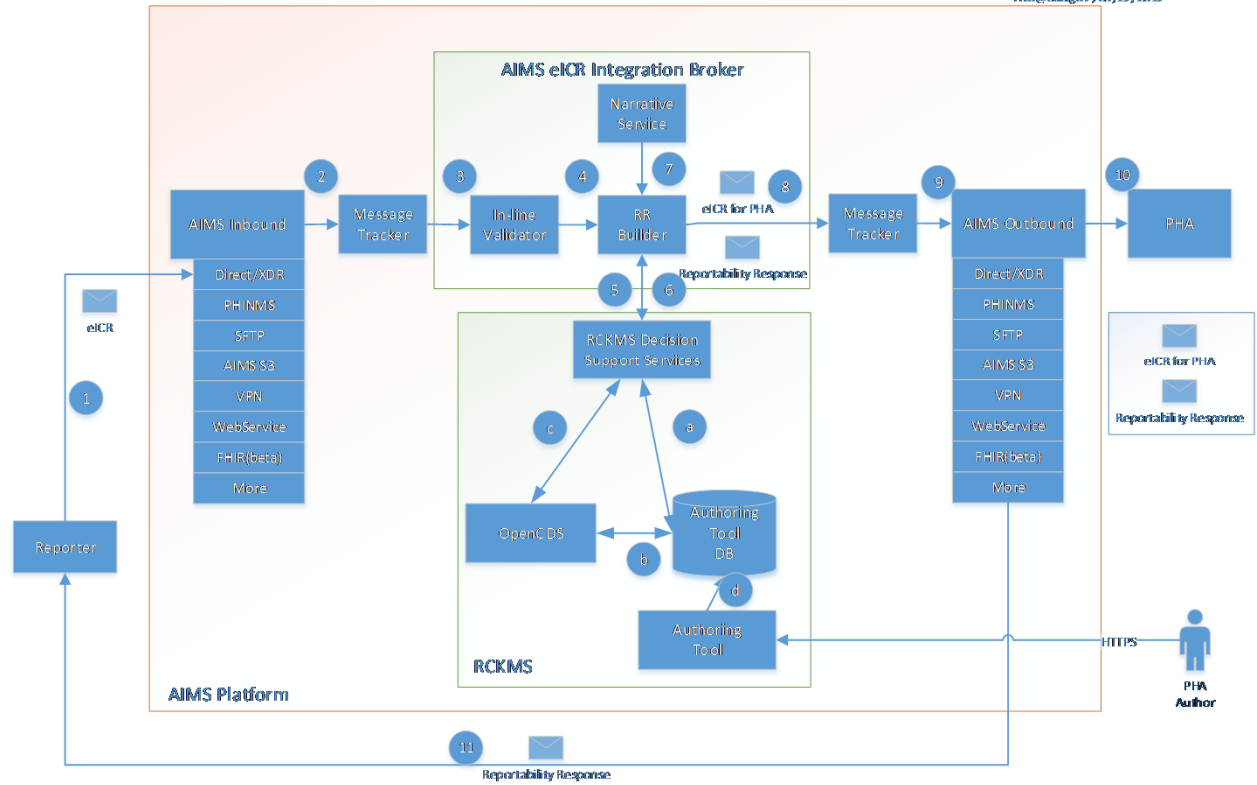 AIMS eICR Integration Broker
Narrative
Service
2
3
4
7
8
9
10
eICR for PHA
AIMS Inbound
Message
Tracker
In-line
Validator
RR
Builder
Message
Tracker
AIMS Outbound
PHA
Reportability Response
Direct/XDR
PHINMS
SFTP
AIMS S3
VPN
WebService
FHIR(beta)
More
eICR
1
5
6
RCKMS Decision
Support Services
c
a
OpenCDS
b
Authoring
Tool
DB
d
Authoring
Tool
RCKMS
AIMS Platform
Direct/XDR
PHINMS
SFTP
AIMS S3
VPN
WebService
FHIR(beta)
More
eICR for PHA
Reportability Response
Reporter
HTTPS
PHA
Author
11
Reportability Response